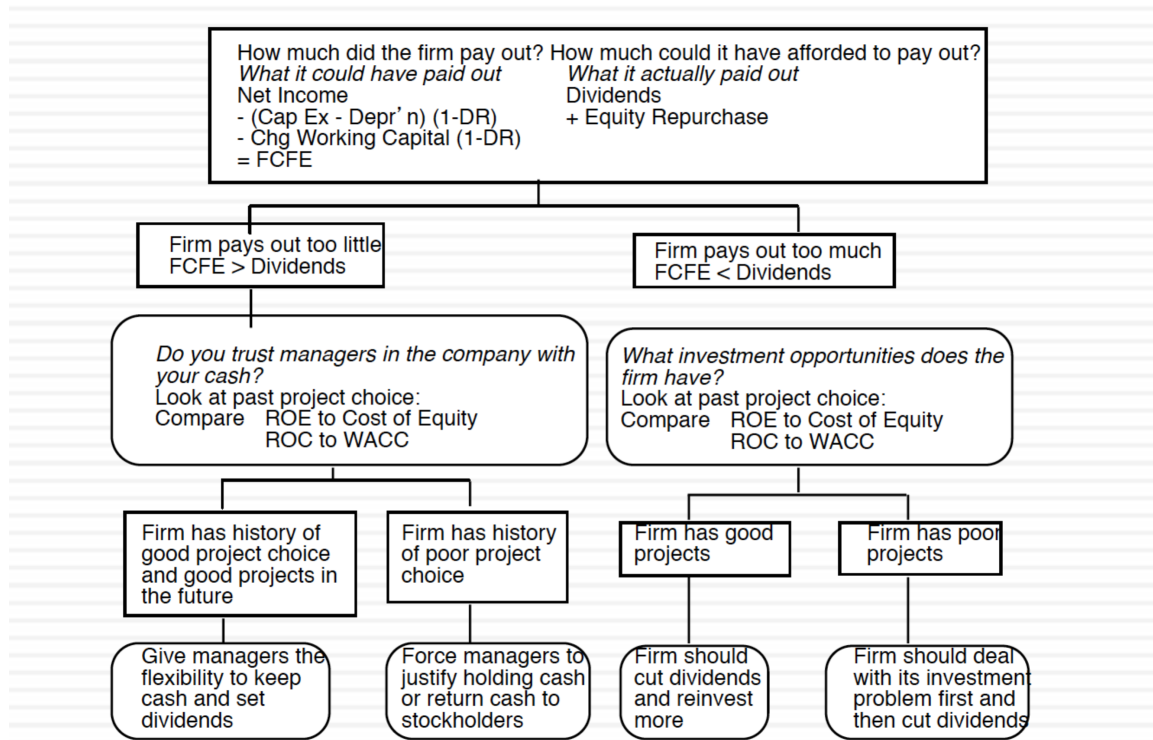 How much did the firm pay out? How much could it have afforded to pay out?
What it could have paid out What it actually paid out
Net Income Dividends
- (Cap Ex - Depr’n) (1-DR) + Equity Repurchase
- Chg Working Capital (1-DR)
= FCFE
Firm pays out too little
FCFE > Dividends
Firm pays out too much
FCFE < Dividends
Do you trust managers in the company with
your cash?
Look at past project choice:
Compare ROE to Cost of Equity
ROC to WACC
What investment opportunities does the
firm have?
Look at past project choice:
Compare ROE to Cost of Equity
ROC to WACC
Firm has history of
good project choice
and good projects in
the future
Firm has history
of poor project
choice
Firm has good
projects
Firm has poor
projects
Give managers the
flexibility to keep
cash and set
dividends
Force managers to
justify holding cash
or return cash to
stockholders
Firm should
cut dividends
and reinvest
more
Firm should deal
with its investment
problem first and
then cut dividends